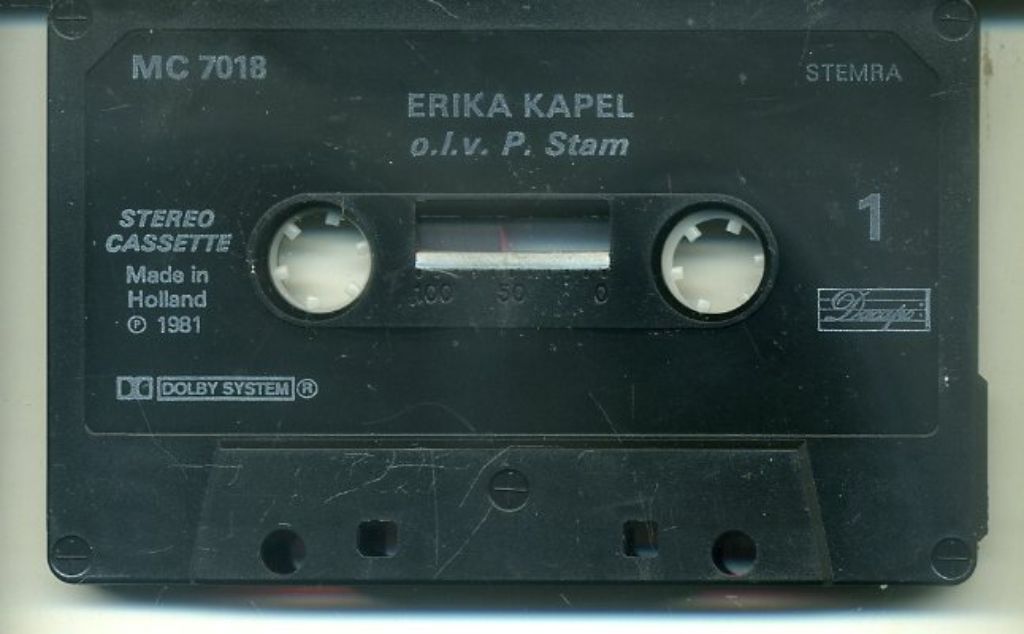 MC 7018
STEMRA
ERIKA KAPEL
o.l.v. P. Stam
STEREO
CASSETTE
Made in
Holland
℗ 1981
1
100 50 0
DOLBY SYSTEM ®